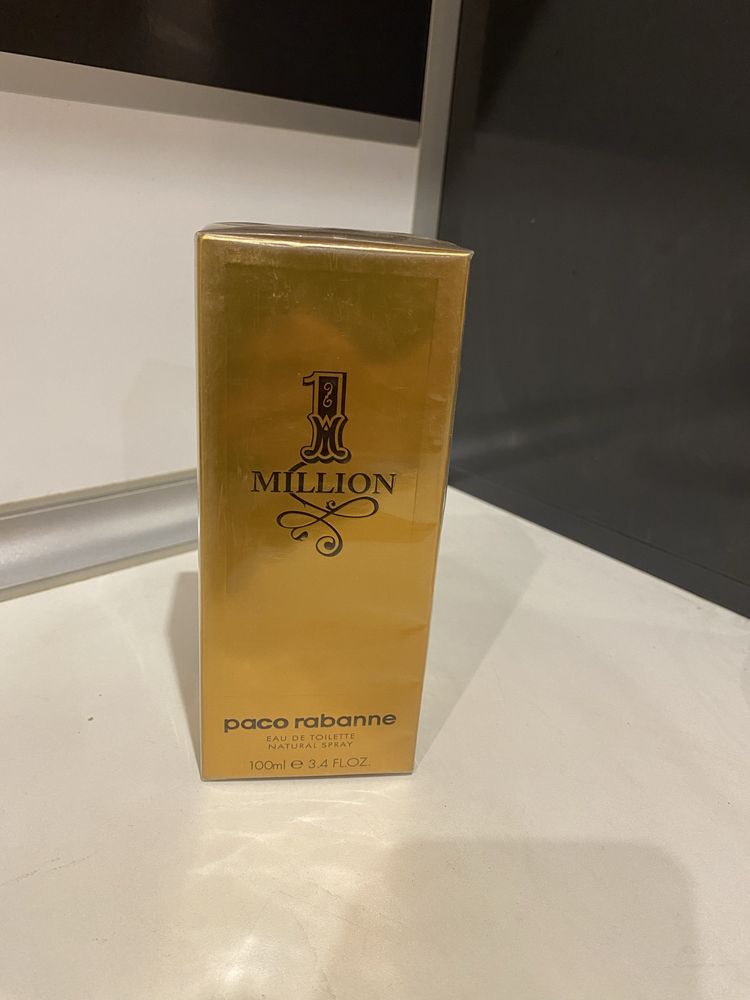 1
MILLION
paco rabanne
EAU DE TOILETTE
NATURAL SPRAY
100ml e 3.4 FL.OZ.